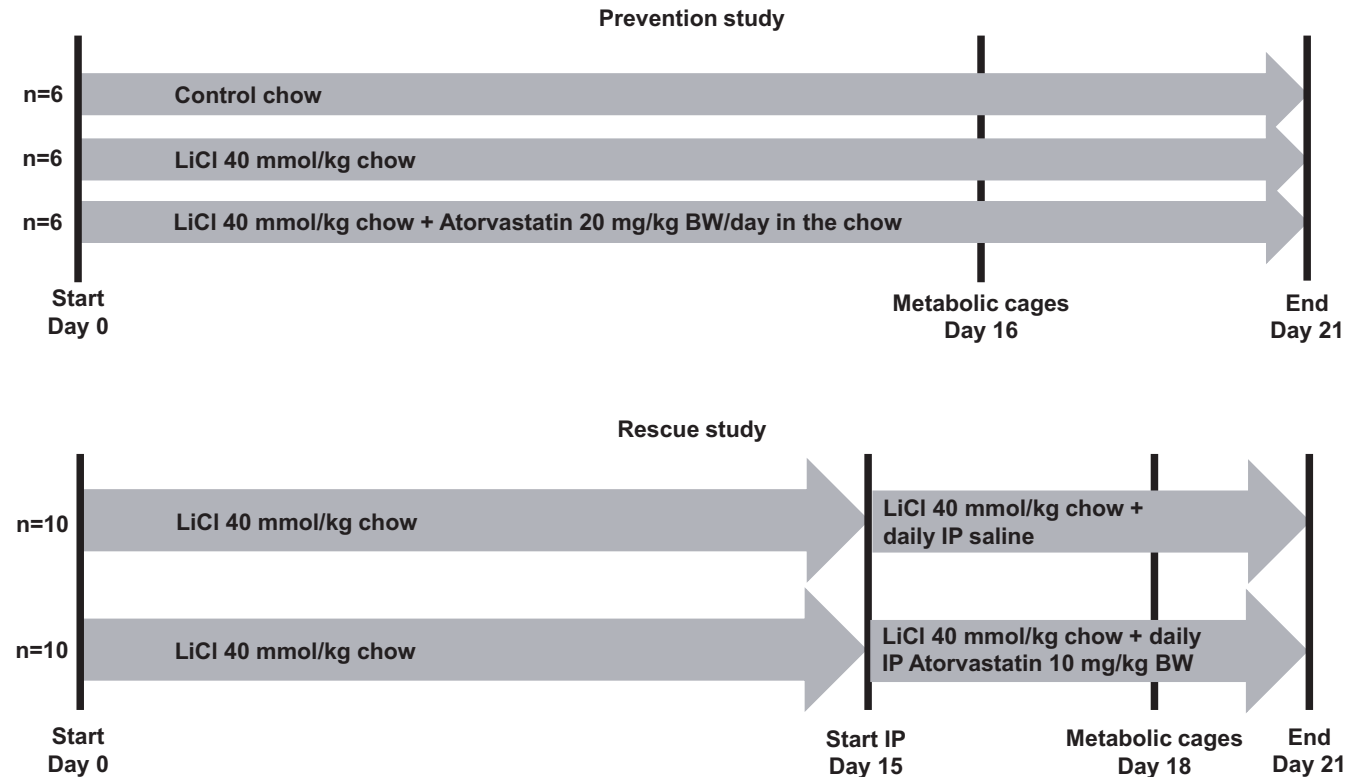 Prevention study
n=6
Control chow
n=6
LiCl 40 mmol/kg chow
n=6
LiCl 40 mmol/kg chow + Atorvastatin 20 mg/kg BW/day in the chow
Start
Day 0
Metabolic cages
Day 16
End
Day 21
Rescue study
n=10
LiCl 40 mmol/kg chow
LiCl 40 mmol/kg chow +
daily IP saline
n=10
LiCl 40 mmol/kg chow
LiCl 40 mmol/kg chow + daily
IP Atorvastatin 10 mg/kg BW
Start
Day 0
Start IP
Day 15
Metabolic cages
Day 18
End
Day 21